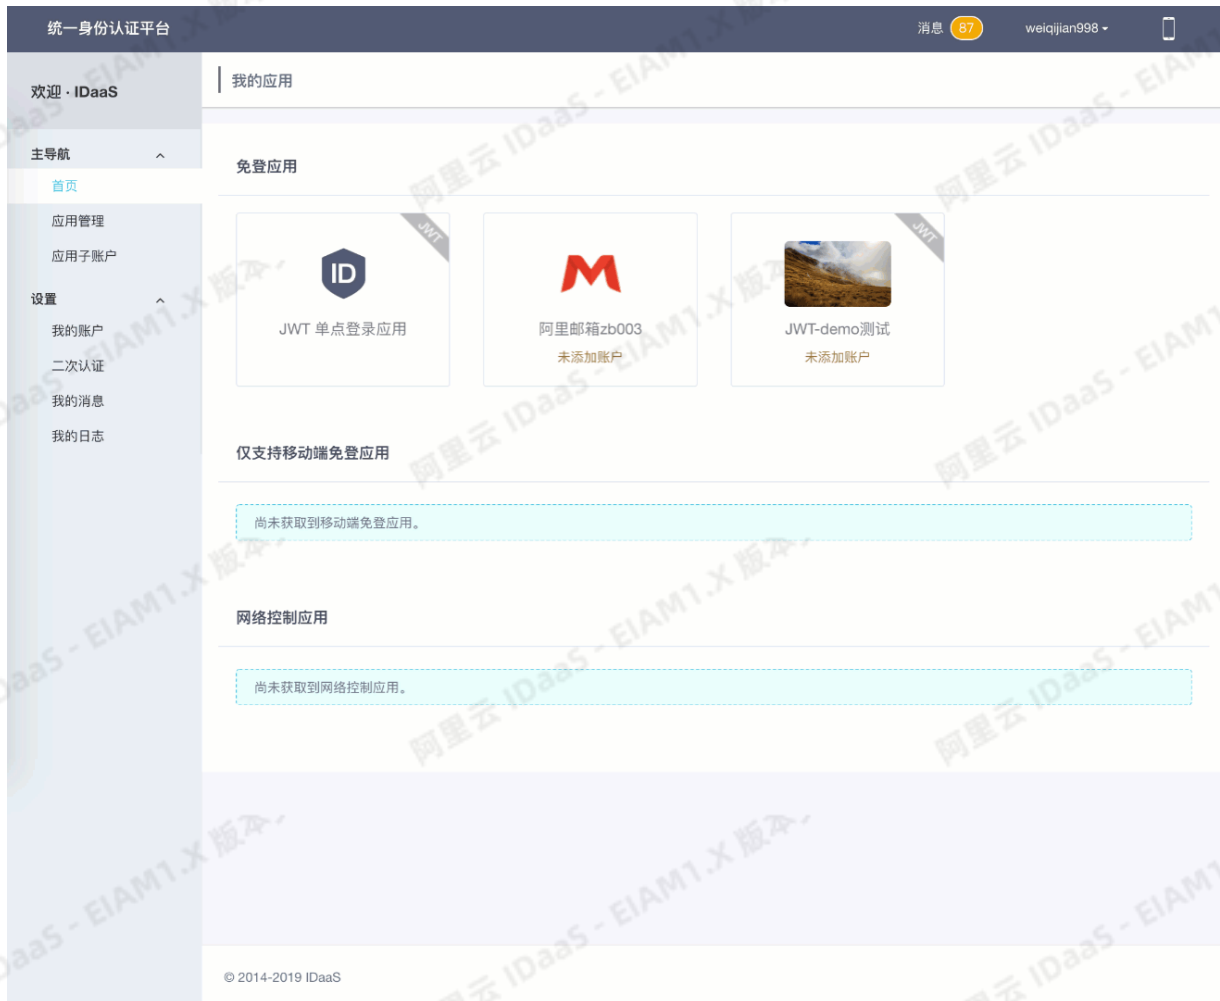 统一身份认证平台
消息 87 weiqijian998
欢迎 · IDaaS
我的应用
主导航
首页
应用管理
应用子账户
设置
我的账户
二次认证
我的消息
我的日志
免登应用
JWT
ID
JWT 单点登录应用
阿里邮箱zb003
未添加账户
JWT
JWT-demo测试
未添加账户
仅支持移动端免登应用
尚未获取到移动端免登应用。
网络控制应用
尚未获取到网络控制应用。
© 2014-2019 IDaaS
阿里云 IDaaS - EIAM1.X 版本